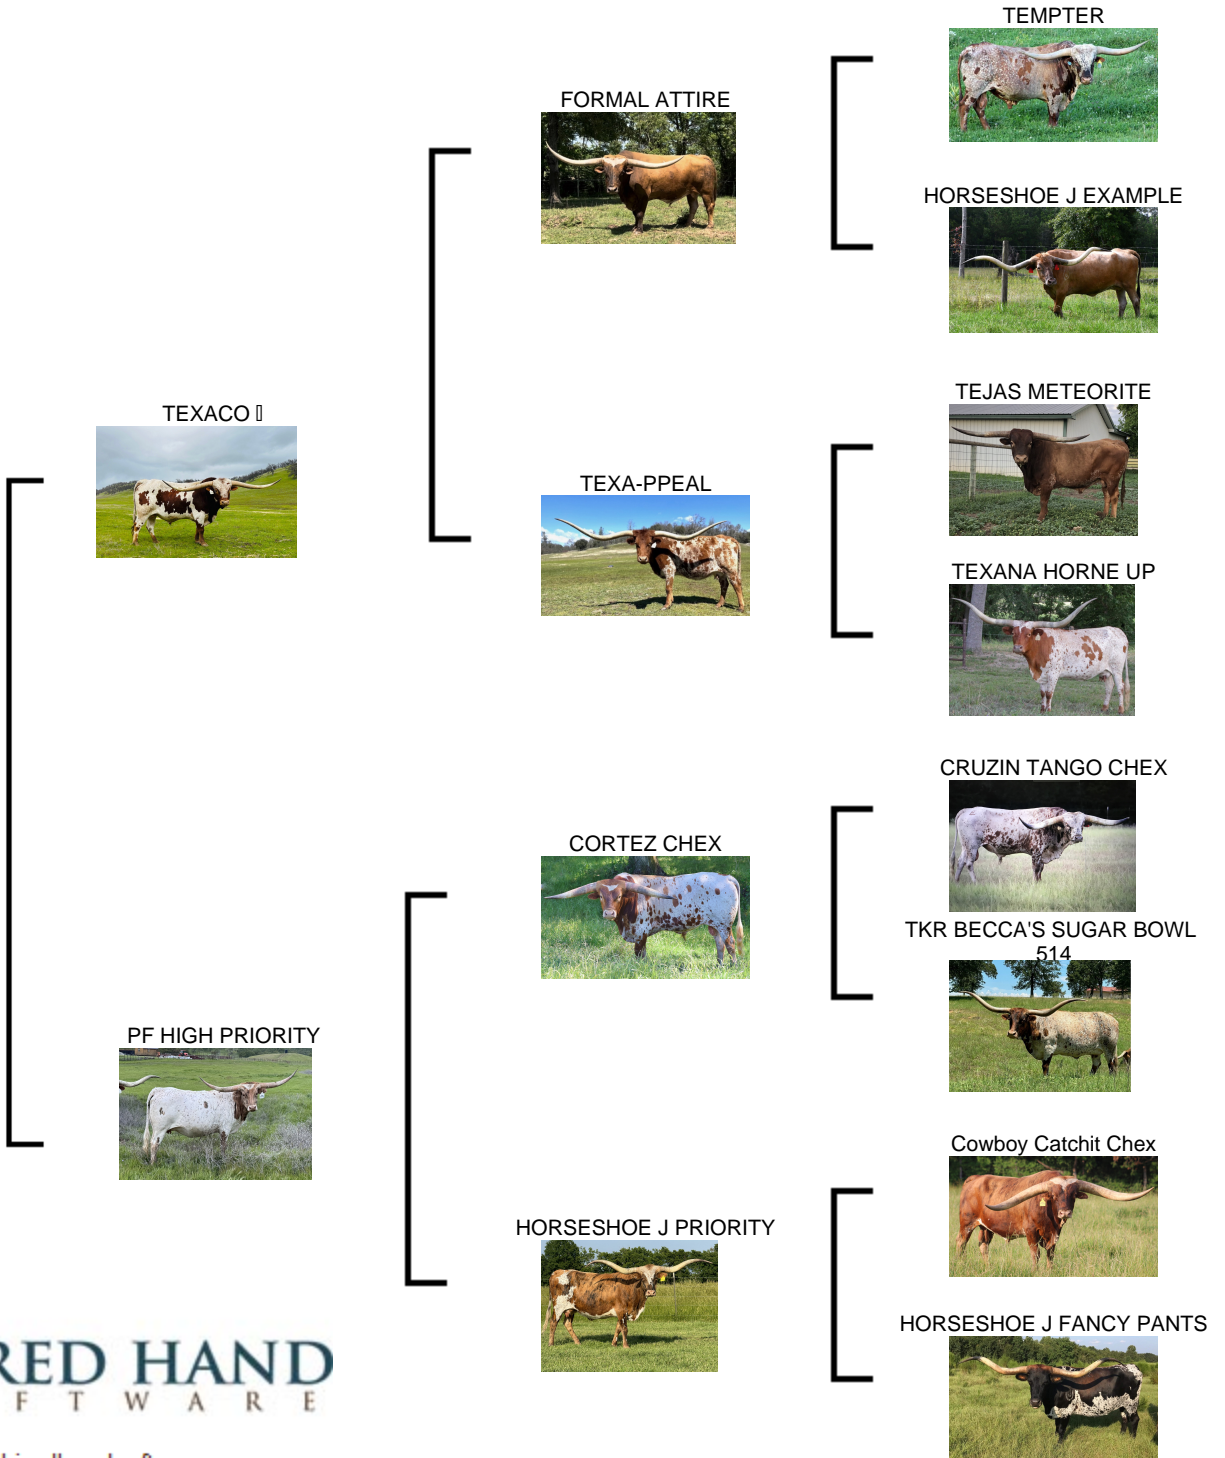 TEMPTER
FORMAL ATTIRE
HORSESHOE J EXAMPLE
TEJAS METEORITE
TEXACO
TEXA-PPEAL
TEXANA HORNE UP
CRUZIN TANGO CHEX
CORTEZ CHEX
TKR BECCA'S SUGAR BOWL
514
PF HIGH PRIORITY
Cowboy Catchit Chex
HORSESHOE J PRIORITY
HORSESHOE J FANCY PANTS
RED HAND
F T W A R E